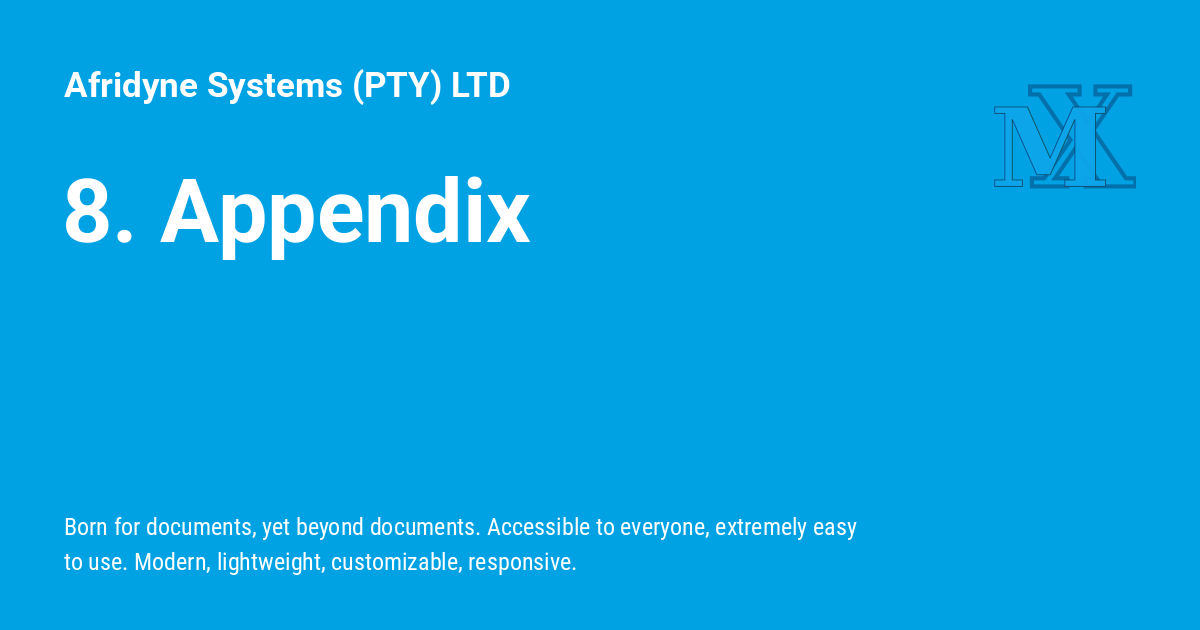 Afridyne Systems (PTY) LTD
MX
8. Appendix
Born for documents, yet beyond documents. Accessible to everyone, extremely easy
to use. Modern, lightweight, customizable, responsive.